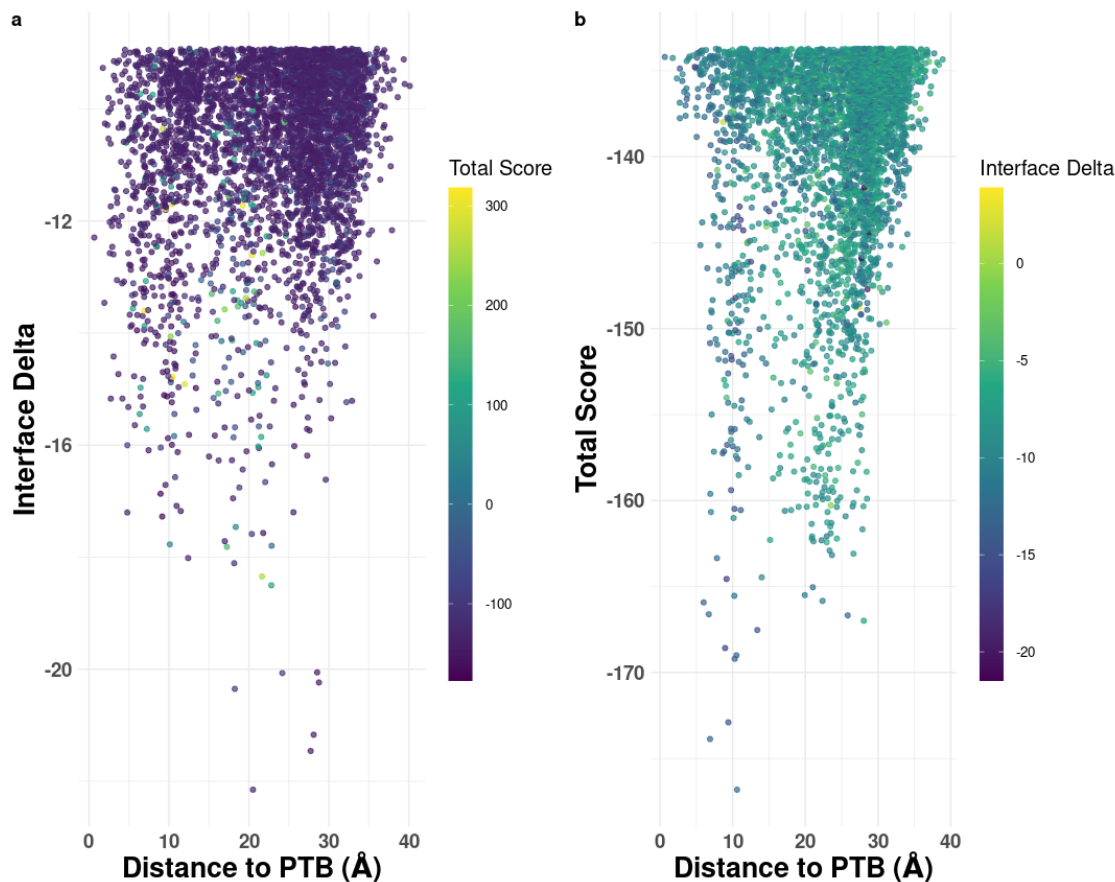 a
Interface Delta
-12
-16
-20
0 10 20 30 40
Distance to PTB (Å)
Total Score
300
200
100
0
-100
b
Total Score
-140
-150
-160
-170
0 10 20 30 40
Distance to PTB (Å)
Interface Delta
0
-5
-10
-15
-20